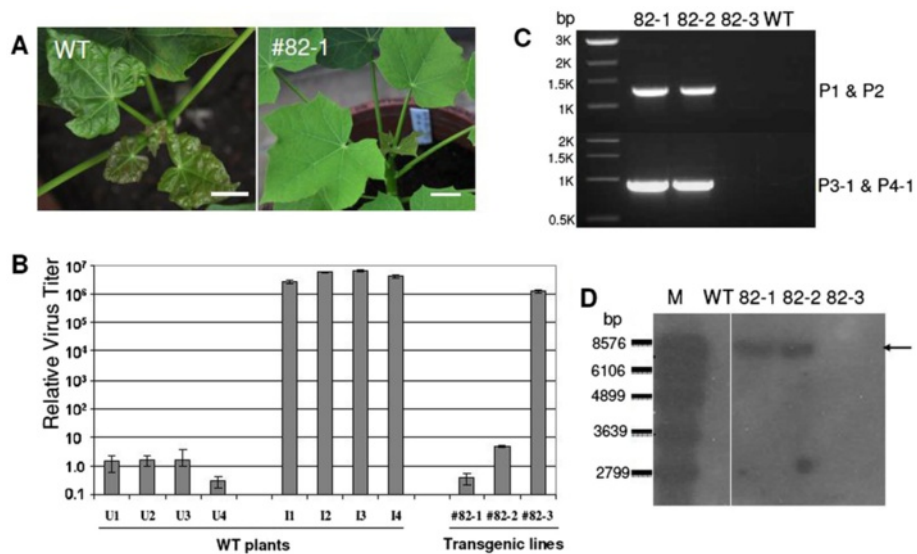 A
WT
#82-1
B
Relative Virus Titer
10⁷
10⁶
10⁵
10⁴
10³
10²
10
1.0
0.1
U1 U2 U3 U4 I1 I2 I3 I4 #82-1 #82-2 #82-3
WT plants Transgenic lines
C
bp 82-1 82-2 82-3 WT
3K
2K
1.5K
1K
P1 & P2
2K
1.5K
1K
0.5K
P3-1 & P4-1
D
M WT 82-1 82-2 82-3
bp
8576
6106
4899
3639
2799